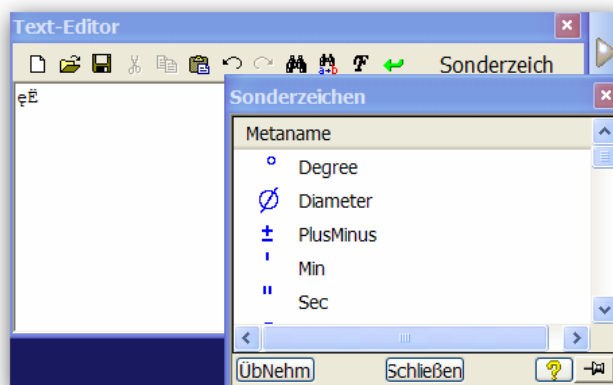 Text-Editor
Sonderzeich
ęË
Sonderzeichen
Metaname
° Degree
Ø Diameter
± PlusMinus
' Min
" Sec
ÜbNehm Schließen ?